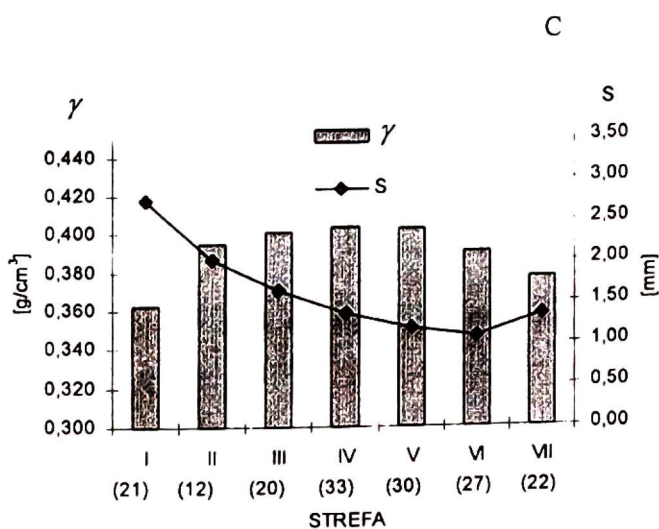 C
γ
S
γ
S
[g/cm³]
0,440
0,420
0,400
0,380
0,360
0,340
0,320
0,300
3,50
3,00
2,50
2,00
1,50
1,00
0,50
0,00
[mm]
I II III IV V VI VII
(21) (12) (20) (33) (30) (27) (22)
STREFA